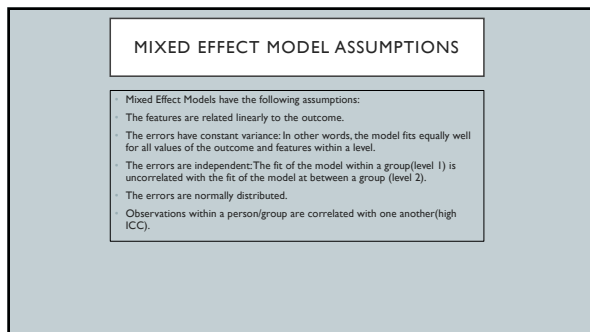 MIXED EFFECT MODEL ASSUMPTIONS
Mixed Effect Models have the following assumptions:
The features are related linearly to the outcome.
The errors have constant variance: In other words, the model fits equally well
for all values of the outcome and features within a level.
The errors are independent:The fit of the model within a group(level 1) is
uncorrelated with the fit of the model at between a group (level 2).
The errors are normally distributed.
Observations within a person/group are correlated with one another(high
ICC).